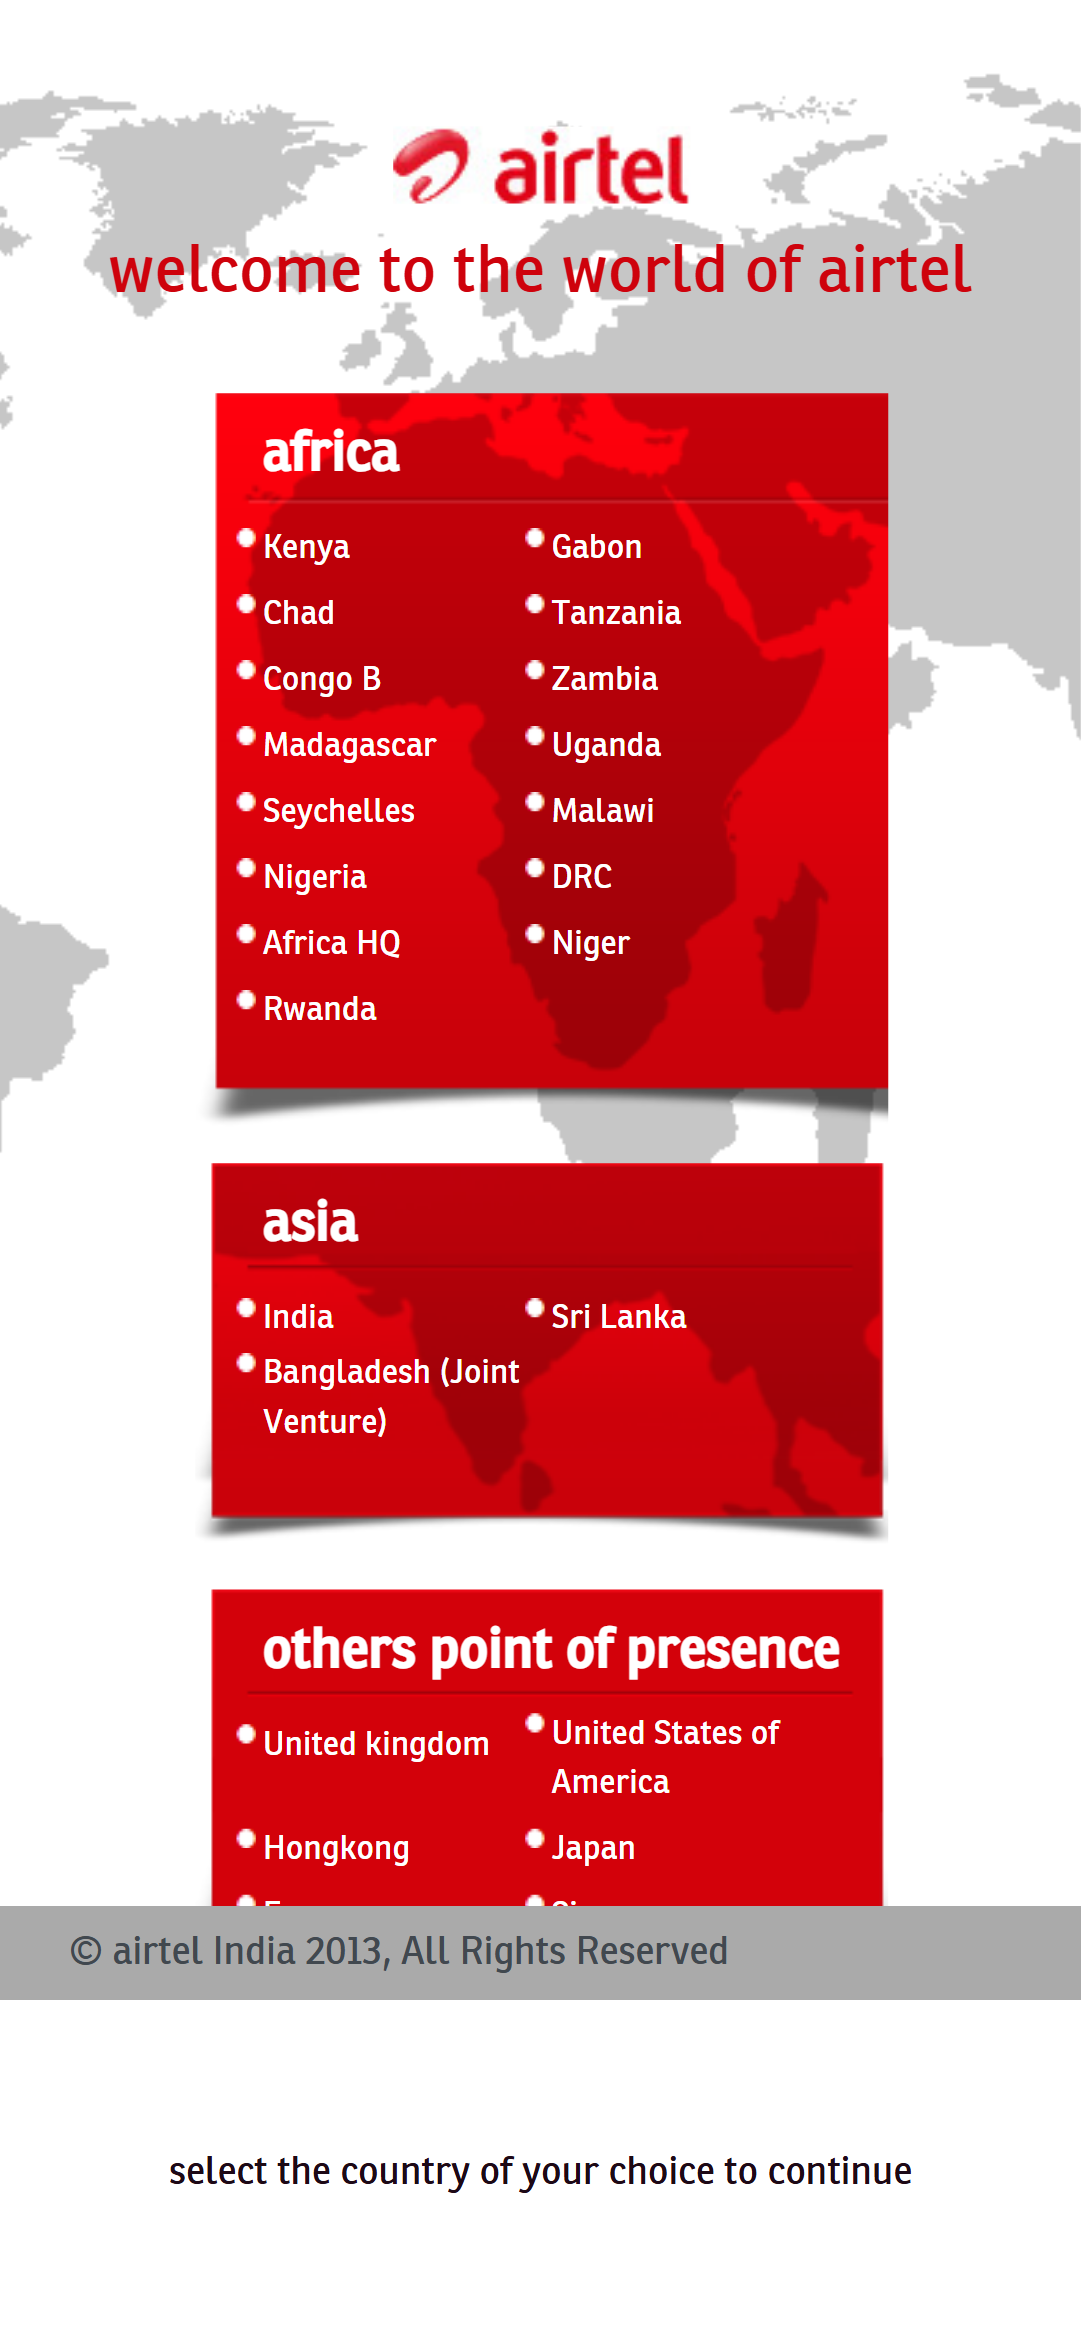 airtel
welcome to the world of airtel
africa
Kenya
Gabon
Chad
Tanzania
Congo B
Zambia
Madagascar
Uganda
Seychelles
Malawi
Nigeria
DRC
Africa HQ
Niger
Rwanda
asia
India
Sri Lanka
Bangladesh (Joint
Venture)
others point of presence
United kingdom
United States of
America
Hongkong
Japan
© airtel India 2013, All Rights Reserved
select the country of your choice to continue